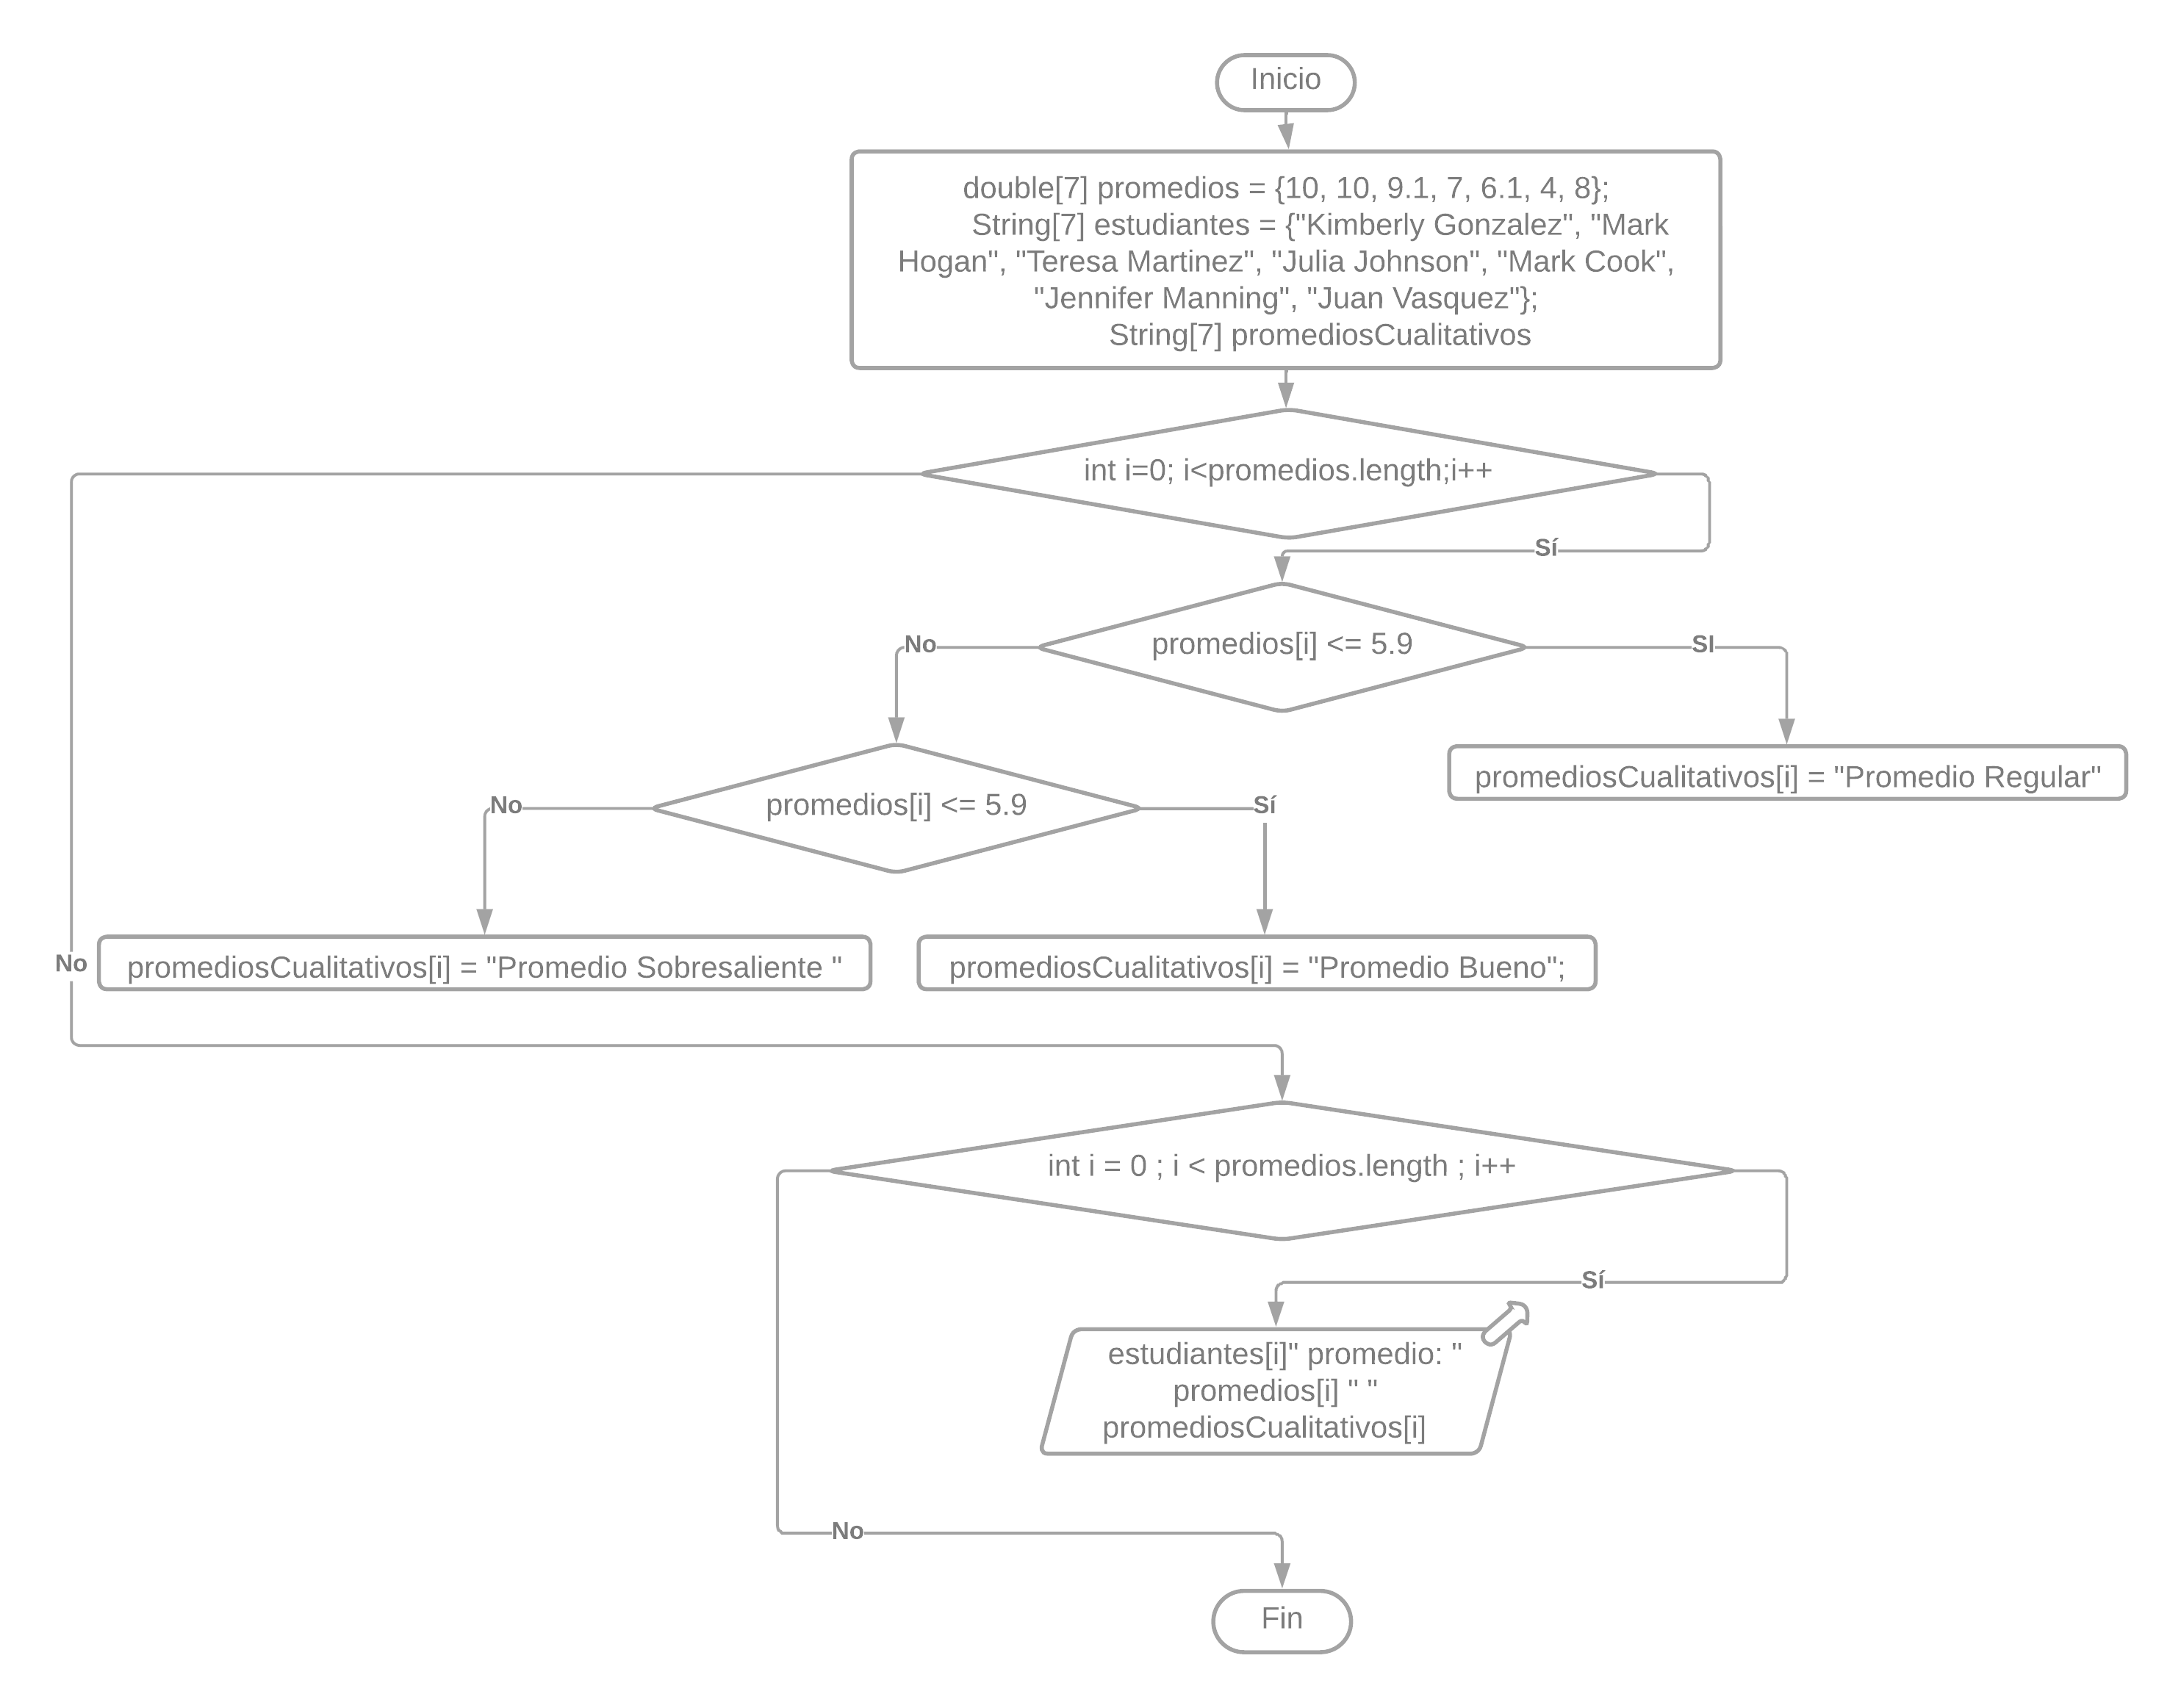 Inicio
double[7] promedios = {10, 10, 9.1, 7, 6.1, 4, 8};
String[7] estudiantes = {"Kimberly Gonzalez", "Mark
Hogan", "Teresa Martinez", "Julia Johnson", "Mark Cook",
"Jennifer Manning", "Juan Vasquez"};
String[7] promediosCualitativos
int i=0; i<promedios.length;i++
Sí
promedios[i] <= 5.9
No
SI
promediosCualitativos[i] = "Promedio Regular"
promedios[i] <= 5.9
No
Sí
promediosCualitativos[i] = "Promedio Sobresaliente "
promediosCualitativos[i] = "Promedio Bueno";
No
int i = 0 ; i < promedios.length ; i++
Sí
estudiantes[i]" promedio: "
promedios[i] " "
promediosCualitativos[i]
No
Fin